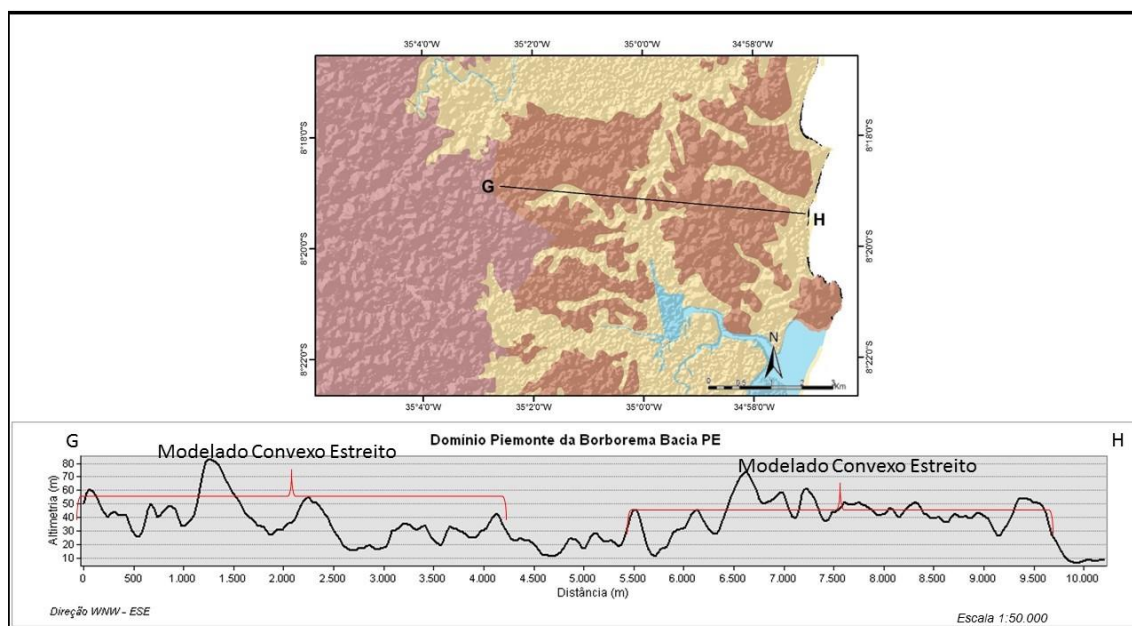 35°4'0"W 35°2'0"W 35°0'0"W 34°58'0"W
8°18'0"S 8°18'0"S
G
H
8°20'0"S 8°20'0"S
N
8°22'0"S 8°22'0"S
Km
35°4'0"W 35°2'0"W 35°0'0"W 34°58'0"W
G Domínio Piemonte da Borborema Bacia PE H
Modelado Convexo Estreito Modelado Convexo Estreito
Altimetria (m)
80
70
60
50
40
30
20
10
0 500 1.000 1.500 2.000 2.500 3.000 3.500 4.000 4.500 5.000 5.500 6.000 6.500 7.000 7.500 8.000 8.500 9.000 9.500 10.000
Distância (m)
Direção WNW - ESE
Escala 1:50.000